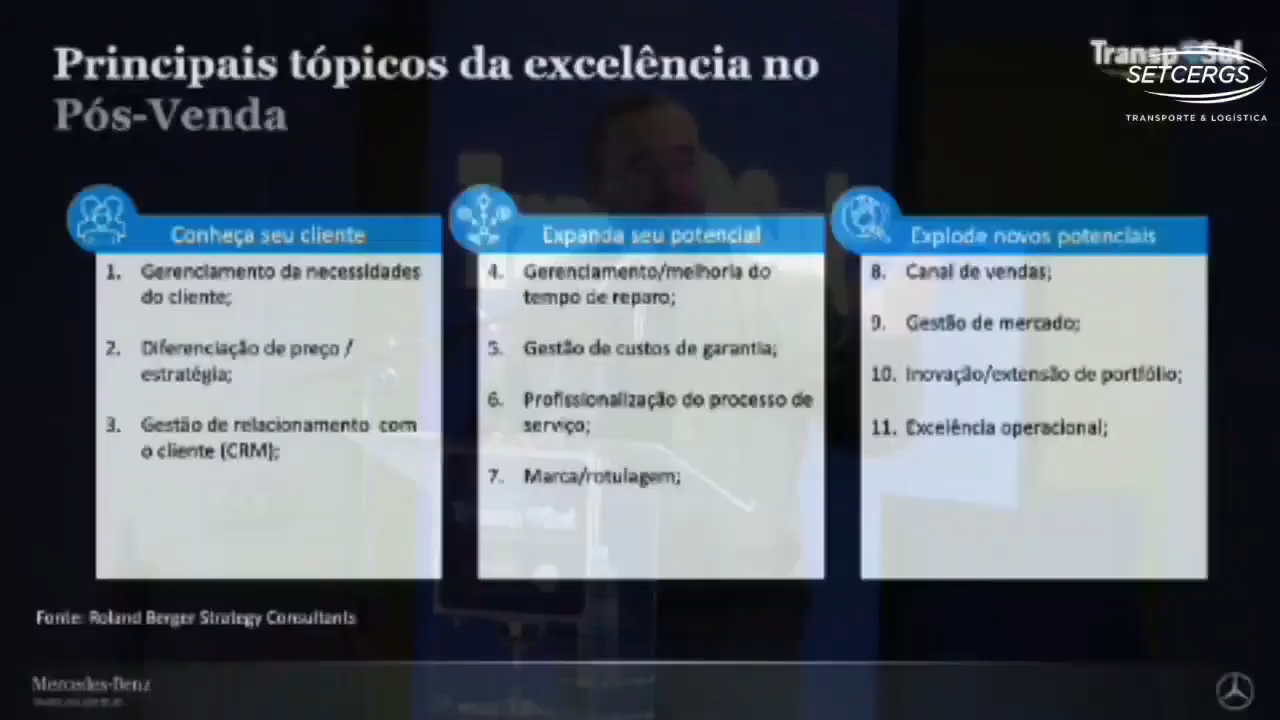 Principais tópicos da excelência no
Pós-Venda
SETCERGS
TRANSPORTE & LOGÍSTICA
Conheça seu cliente
1. Gerenciamento da necessidades
do cliente;
2. Diferenciação de preço /
estratégia;
3. Gestão de relacionamento com
o cliente (CRM);
Expanda seu potencial
4. Gerenciamento/melhoria do
tempo de reparo;
5. Gestão de custos de garantia;
6. Profissionalização do processo de
serviço;
7. Marca/rotulagem;
Explode novos potenciais
8. Canal de vendas;
9. Gestão de mercado;
10. Inovação/extensão de portfólio;
11. Excelência operacional;
Fonte: Roland Berger Strategy Consultants
Mercedes-Benz